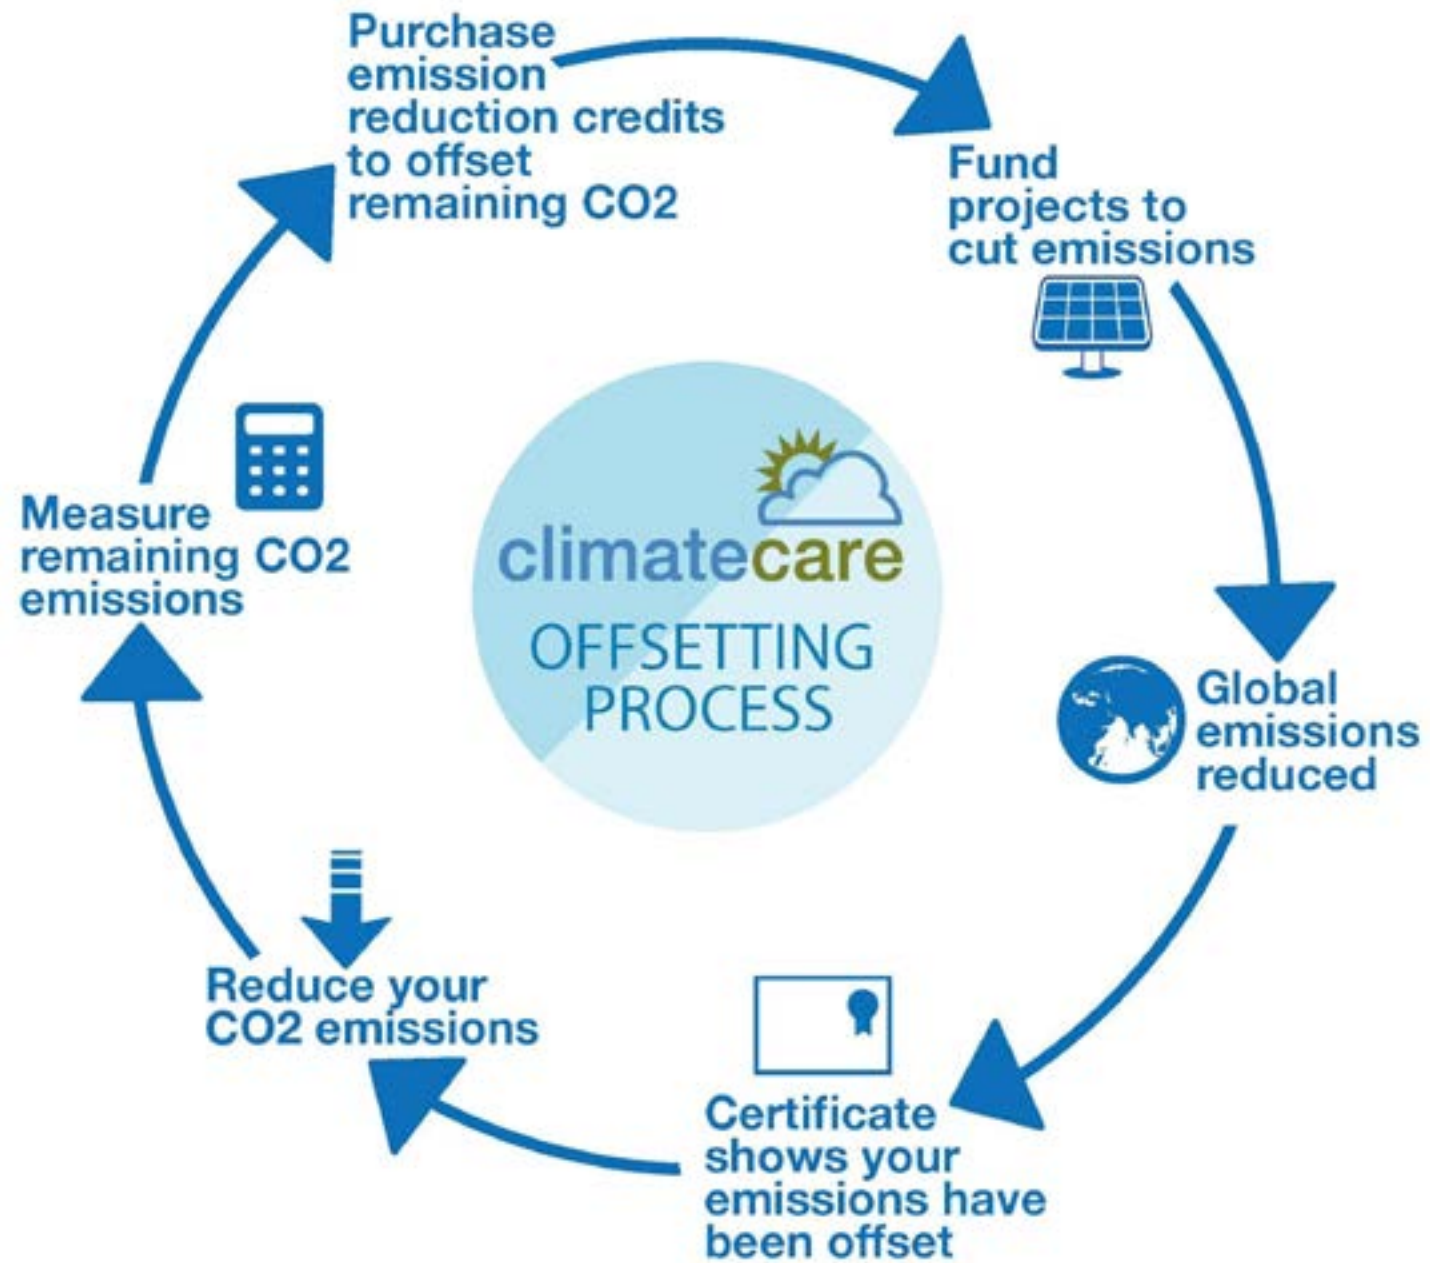 Purchase
emission
reduction credits
to offset
remaining CO2
Fund
projects to
cut emissions
Global
emissions
reduced
Certificate
shows your
emissions have
been offset
Reduce your
CO2 emissions
Measure
remaining CO2
emissions
climatecare
OFFSETTING
PROCESS